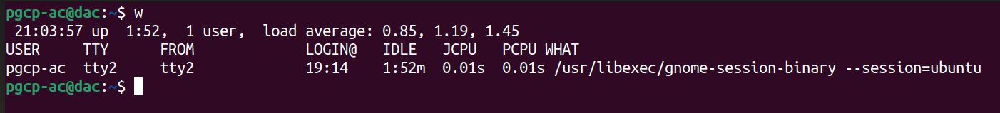 pgcp-ac@dac:~$ w
 21:03:57 up  1:52,  1 user,  load average: 0.85, 1.19, 1.45
USER     TTY      FROM             LOGIN@   IDLE   JCPU   PCPU WHAT
pgcp-ac  tty2     tty2             19:14    1:52m  0.01s  0.01s /usr/libexec/gnome-session-binary --session=ubuntu
pgcp-ac@dac:~$